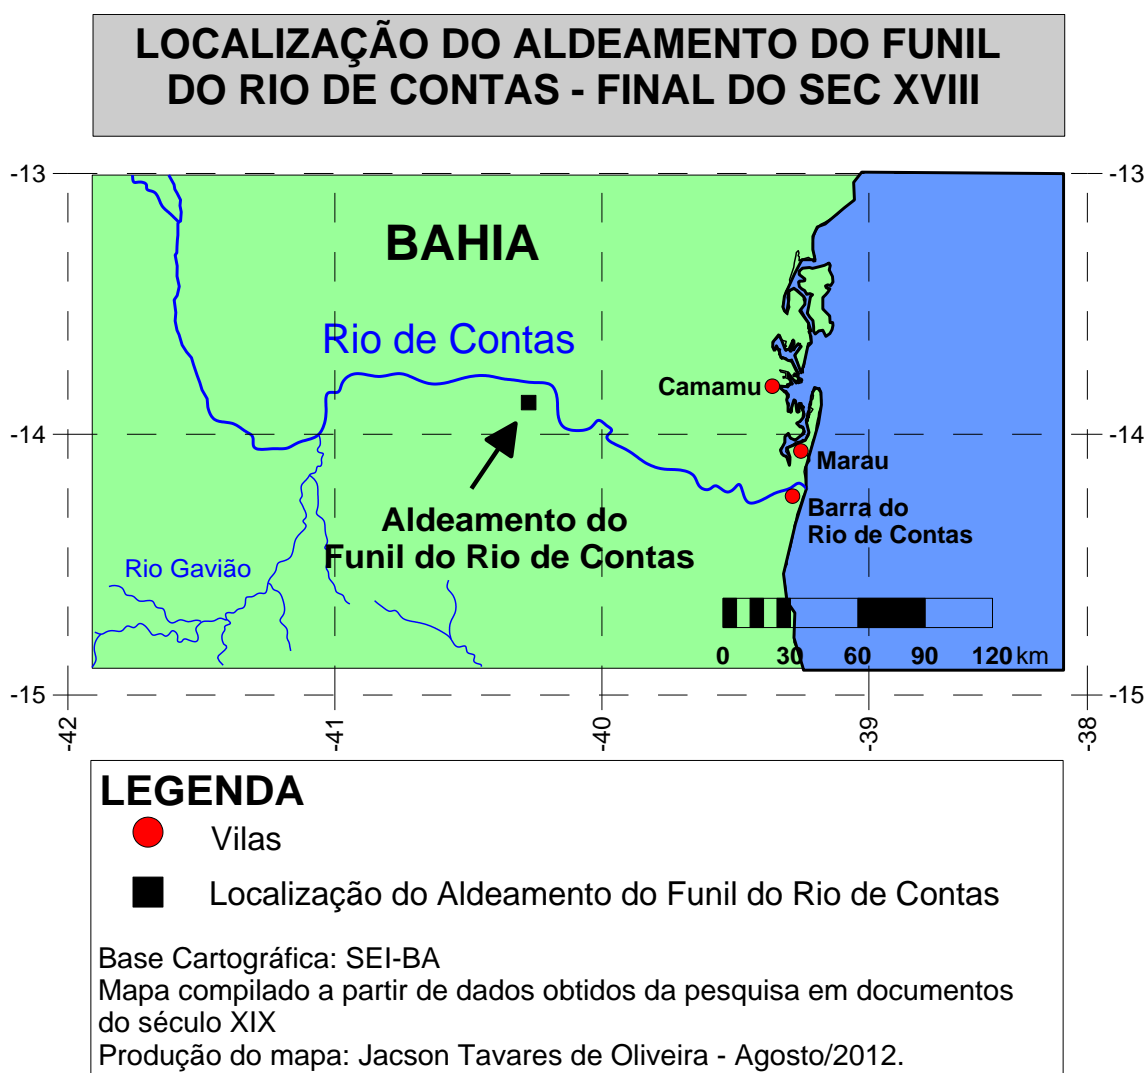 LOCALIZAÇÃO DO ALDEAMENTO DO FUNIL
DO RIO DE CONTAS - FINAL DO SEC XVIII
-13
-13
BAHIA
Rio de Contas
Camamu
-14
-14
Marau
Aldeamento do
Funil do Rio de Contas
Barra do
Rio de Contas
Rio Gavião
0 30 60 90 120 km
-15
-15
-42 -41 -40 -39 -38
LEGENDA
Vilas
Localização do Aldeamento do Funil do Rio de Contas
Base Cartográfica: SEI-BA
Mapa compilado a partir de dados obtidos da pesquisa em documentos
do século XIX
Produção do mapa: Jacson Tavares de Oliveira - Agosto/2012.